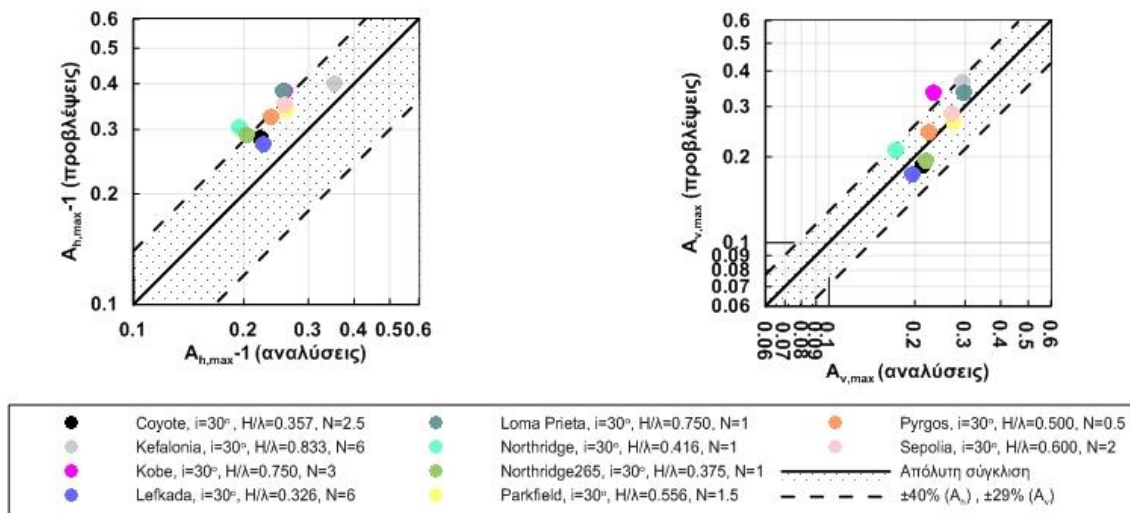 0.6
0.5
0.4
0.3
0.2
0.1
A_h,max-1 (προβλέψεις)
0.1
0.2
0.3
0.4
0.5
0.6
A_h,max-1 (αναλύσεις)
0.6
0.5
0.4
0.3
0.2
0.1
0.09
0.08
0.07
0.06
A_v,max (προβλέψεις)
0.06
0.07
0.08
0.09
0.1
0.2
0.3
0.4
0.5
0.6
A_v,max (αναλύσεις)
Coyote, i=30°, H/λ=0.357, N=2.5
Kefalonia, i=30°, H/λ=0.833, N=6
Kobe, i=30°, H/λ=0.750, N=3
Lefkada, i=30°, H/λ=0.326, N=6
Loma Prieta, i=30°, H/λ=0.750, N=1
Northridge, i=30°, H/λ=0.416, N=1
Northridge265, i=30°, H/λ=0.375, N=1
Parkfield, i=30°, H/λ=0.556, N=1.5
Pyrgos, i=30°, H/λ=0.500, N=0.5
Sepolia, i=30°, H/λ=0.600, N=2
Απόλυτη σύγκλιση
±40% (A_h) , ±29% (A_v)